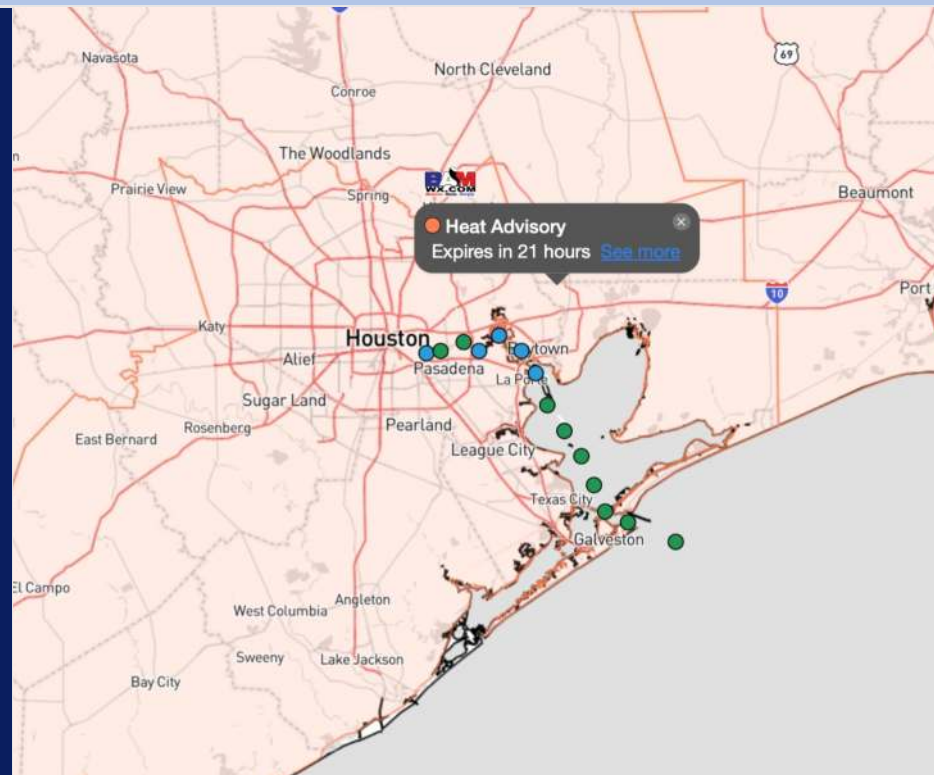 Navasota
69
North Cleveland
Conroe
The Woodlands
Prairie View
Spring
BAM
WX.COM
Beaumont
Heat Advisory
Expires in 21 hours See more
10
Port
Katy
Houston
Baytown
Alief
Pasadena
La Porte
Sugar Land
Rosenberg
Pearland
East Bernard
League City
Texas City
Galveston
El Campo
Angleton
West Columbia
Sweeny
Lake Jackson
Bay City